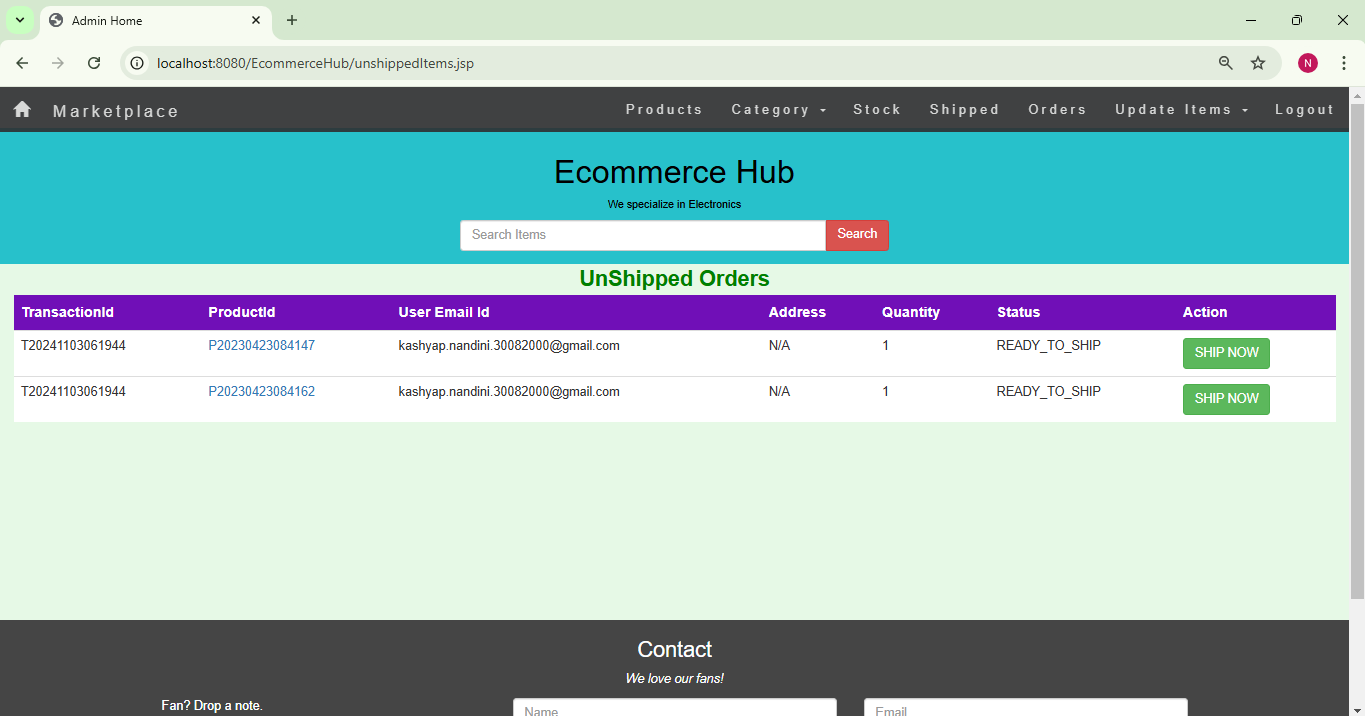 Admin Home
localhost:8080/EcommerceHub/unshippedItems.jsp
N
Marketplace Products Category Stock Shipped Orders Update Items Logout
Ecommerce Hub
We specialize in Electronics
Search Items Search
UnShipped Orders
TransactionId ProductId User Email Id Address Quantity Status Action
T20241103061944 P20230423084147 kashyap.nandini.30082000@gmail.com N/A 1 READY_TO_SHIP SHIP NOW
T20241103061944 P20230423084162 kashyap.nandini.30082000@gmail.com N/A 1 READY_TO_SHIP SHIP NOW
Contact
We love our fans!
Fan? Drop a note. Name Email